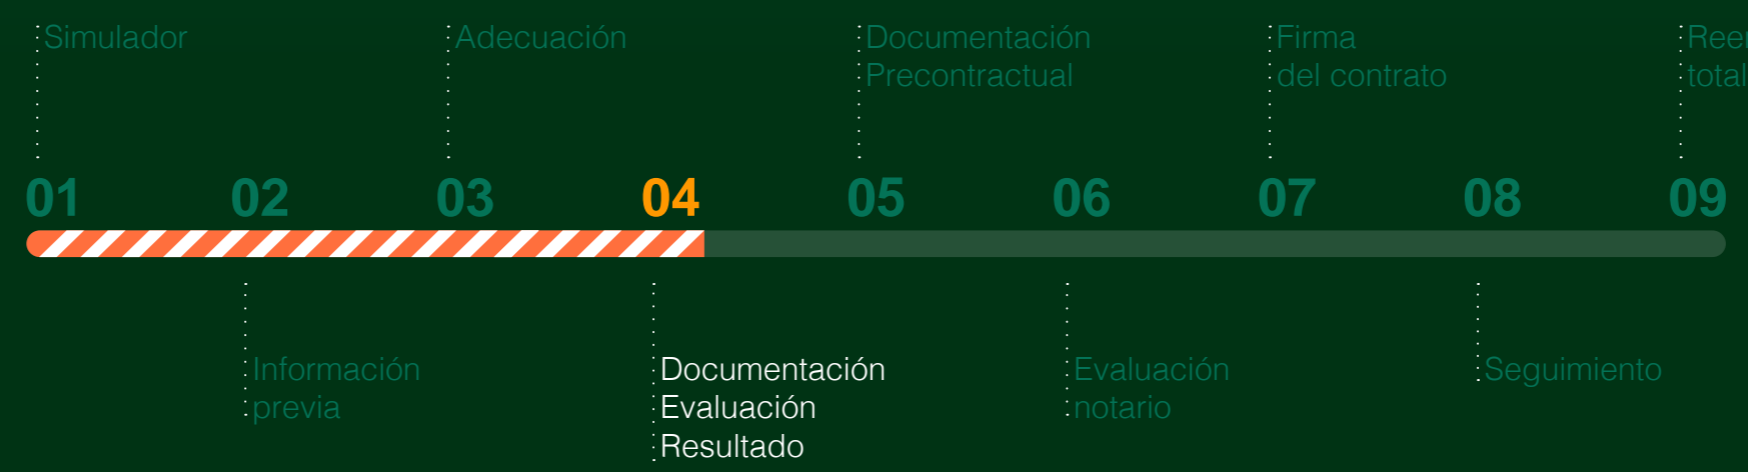 Simulador
Adecuación
Documentación
Precontractual
Firma
del contrato
total
01 02 03 04 05 06 07 08 09
Información
previa
Documentación
Evaluación
Resultado
Evaluación
notario
Seguimiento